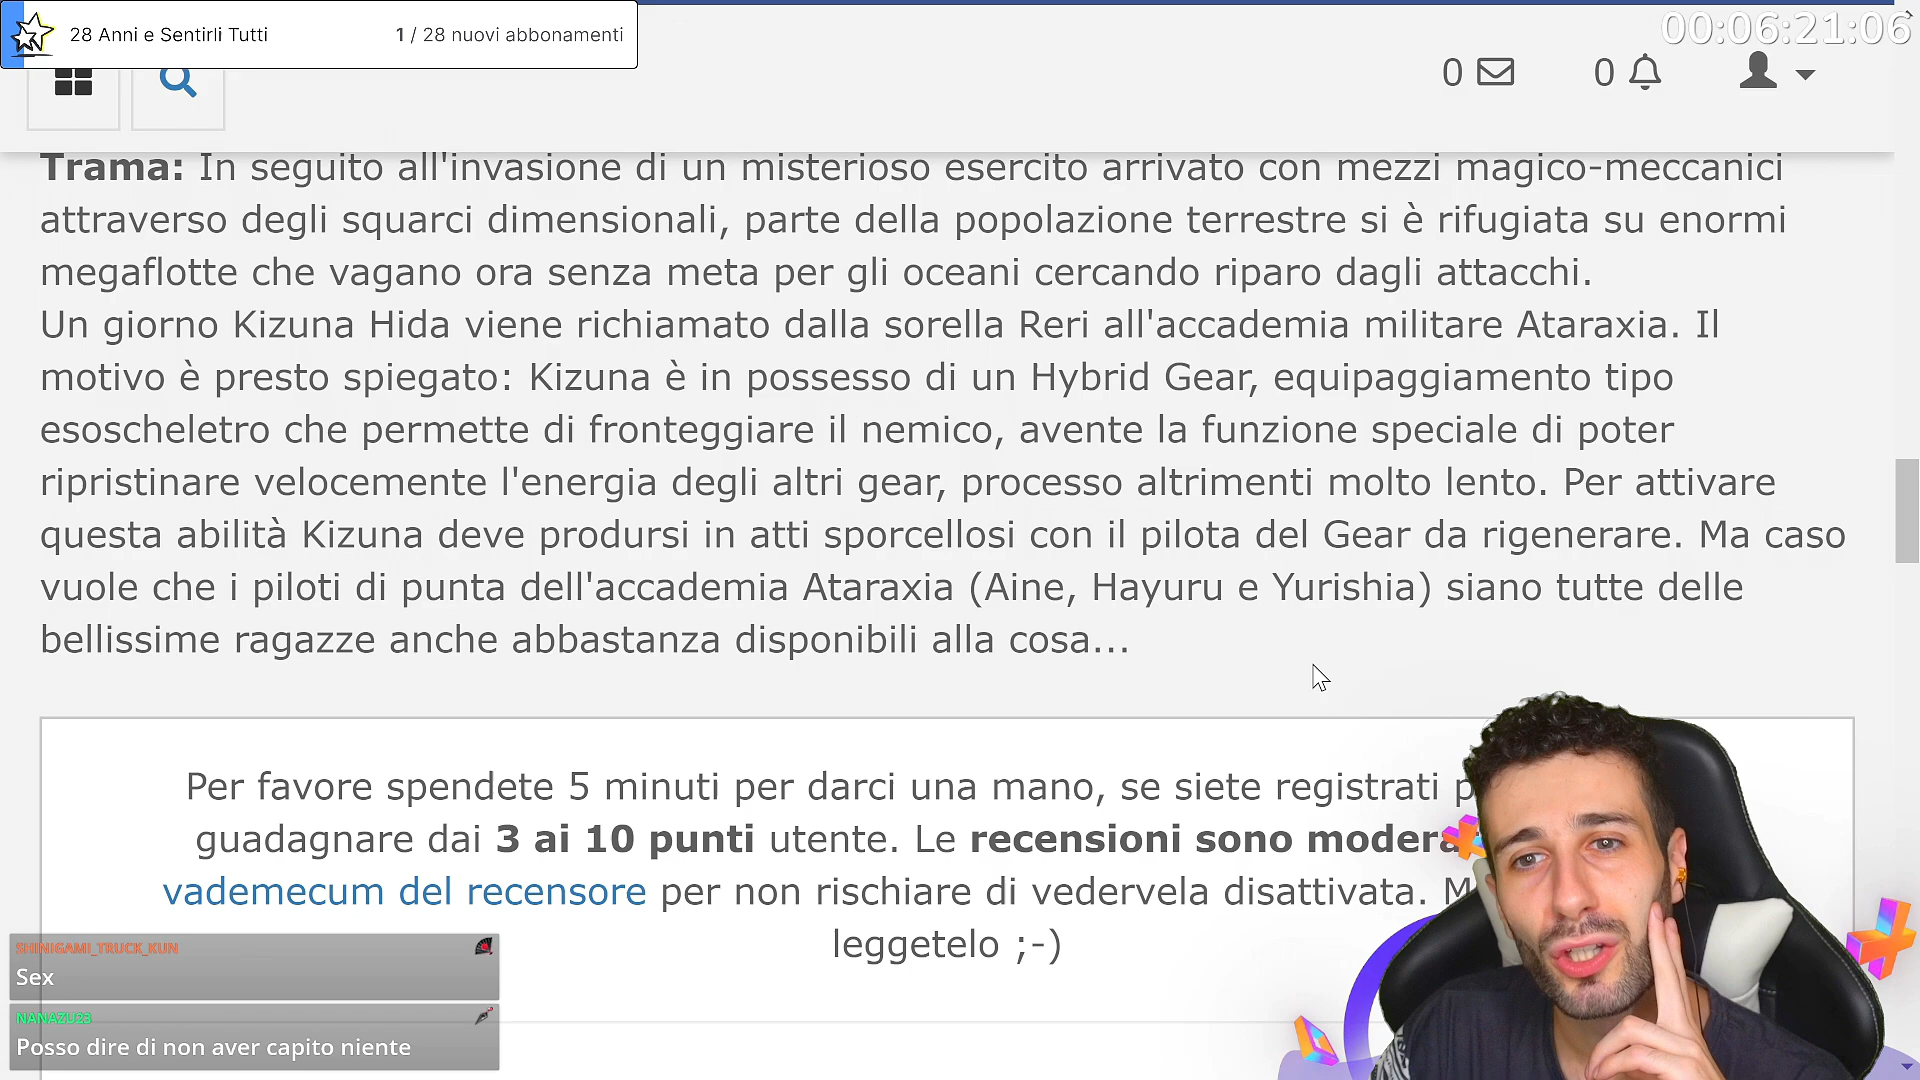 28 Anni e Sentirli Tutti
1 / 28 nuovi abbonamenti
00:06:21:06
0
0
Trama: In seguito all'invasione di un misterioso esercito arrivato con mezzi magico-meccanici
attraverso degli squarci dimensionali, parte della popolazione terrestre si è rifugiata su enormi
megaflotte che vagano ora senza meta per gli oceani cercando riparo dagli attacchi.
Un giorno Kizuna Hida viene richiamato dalla sorella Reri all'accademia militare Ataraxia. Il
motivo è presto spiegato: Kizuna è in possesso di un Hybrid Gear, equipaggiamento tipo
esoscheletro che permette di fronteggiare il nemico, avente la funzione speciale di poter
ripristinare velocemente l'energia degli altri gear, processo altrimenti molto lento. Per attivare
questa abilità Kizuna deve prodursi in atti sporcellosi con il pilota del Gear da rigenerare. Ma caso
vuole che i piloti di punta dell'accademia Ataraxia (Aine, Hayuru e Yurishia) siano tutte delle
bellissime ragazze anche abbastanza disponibili alla cosa...
Per favore spendete 5 minuti per darci una mano, se siete registrati
guadagnare dai 3 ai 10 punti utente. Le recensioni sono
vademecum del recensore per non rischiare di vedervela disattivata.
leggetelo ;-)
SHINIGAMI_TRUCK_KUN
Sex
NANAZU23
Posso dire di non aver capito niente